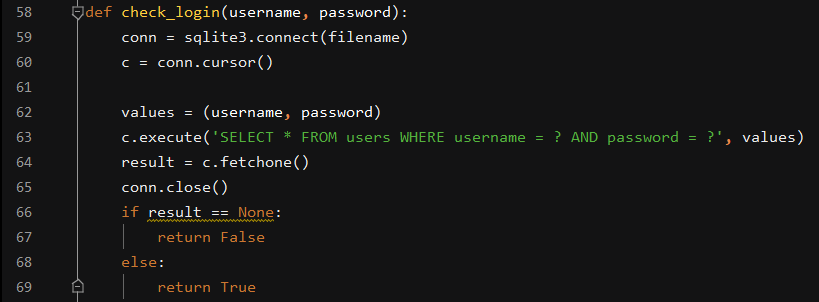 58 def check_login(username, password):
59     conn = sqlite3.connect(filename)
60     c = conn.cursor()
61
62     values = (username, password)
63     c.execute('SELECT * FROM users WHERE username = ? AND password = ?', values)
64     result = c.fetchone()
65     conn.close()
66     if result == None:
67         return False
68     else:
69         return True